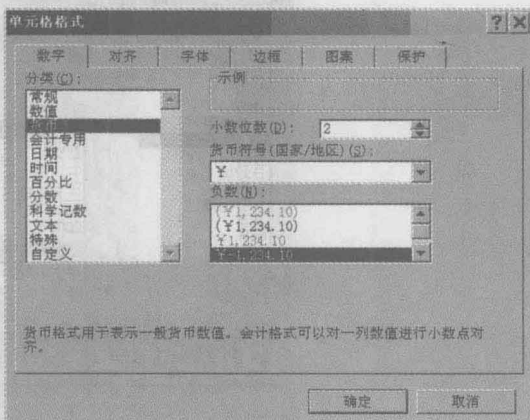 单元格格式
数字 对齐 字体 边框 图案 保护
分类(C):
常规
数值
会计专用
日期
时间
百分比
分数
科学记数
文本
特殊
自定义
示例
小数位数(D): 2
货币符号(国家/地区)(S):
¥
负数(N):
(¥1,234.10)
(¥1,234.10)
¥1,234.10
¥-1,234.10
货币格式用于表示一般货币数值。会计格式可以对一列数值进行小数点对
齐。
确定 取消